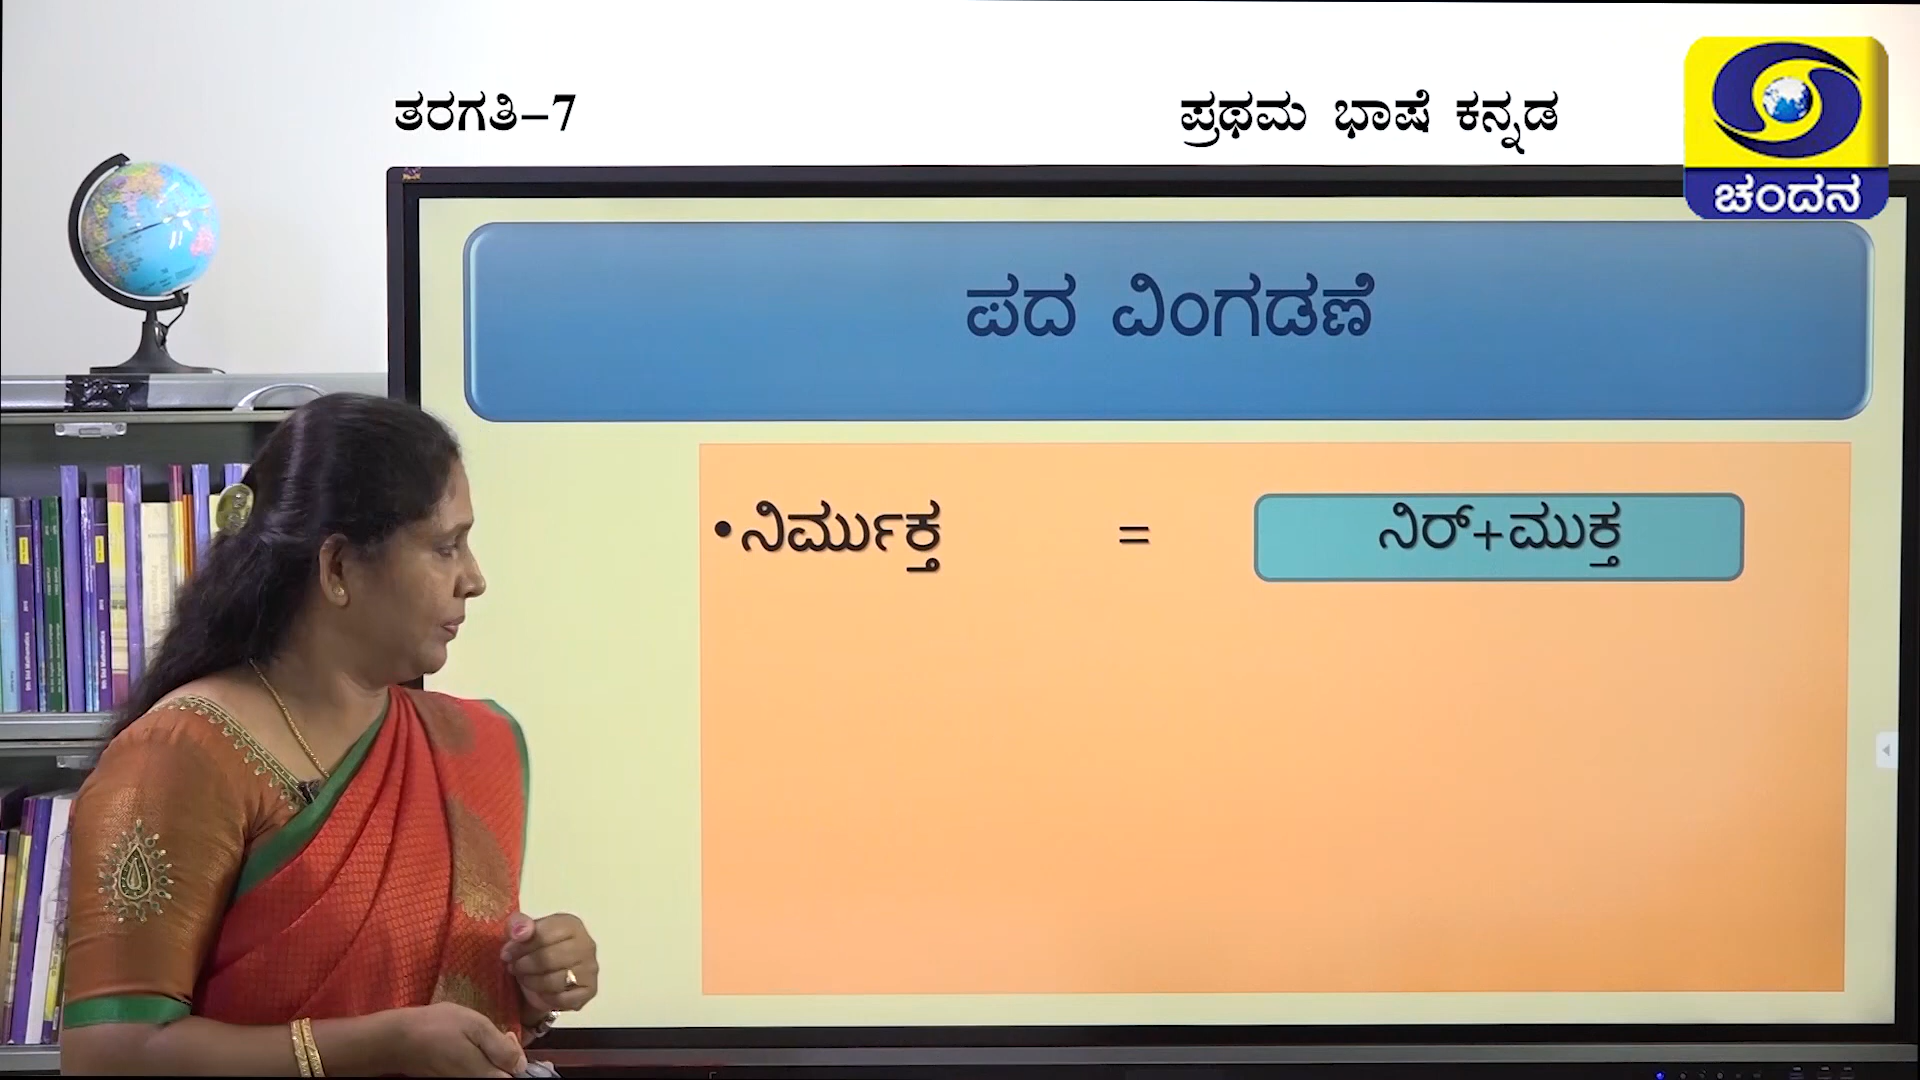 ತರಗತಿ–7
ಪ್ರಥಮ ಭಾಷೆ ಕನ್ನಡ
ಚಂದನ
ಪದ ವಿಂಗಡಣೆ
•ನಿರ್ಮುಕ್ತ = ನಿರ್+ಮುಕ್ತ